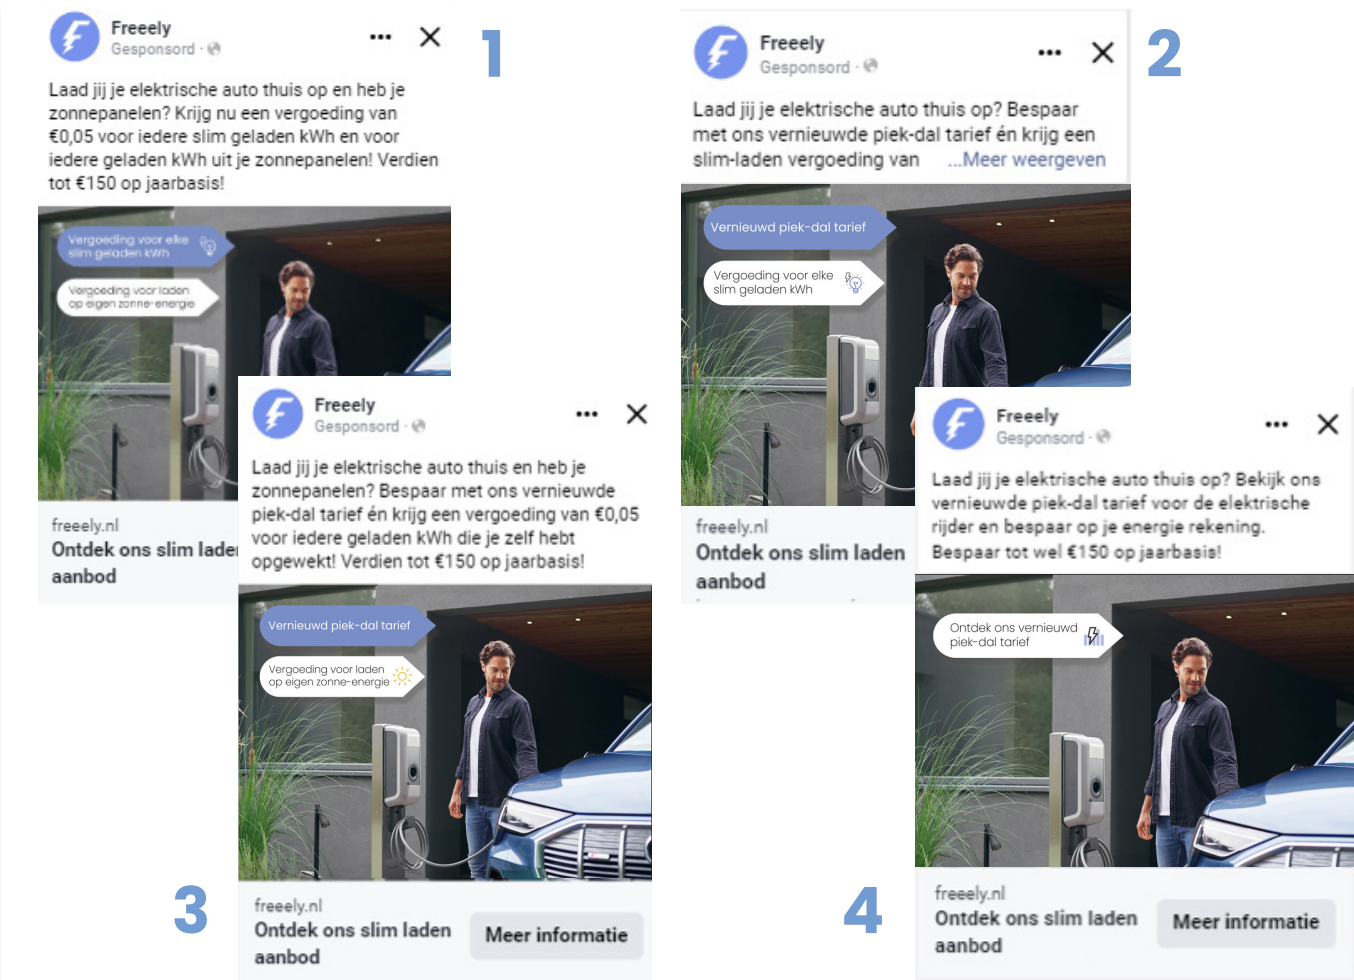 Freeely
Gesponsord ·
1
Laad jij je elektrische auto thuis op en heb je
zonnepanelen? Krijg nu een vergoeding van
€0,05 voor iedere slim geladen kWh en voor
iedere geladen kWh uit je zonnepanelen! Verdien
tot €150 op jaarbasis!
Vergoeding voor elke
slim geladen kWh
Vergoeding voor laden
op eigen zonne-energie
freeely.nl
Ontdek ons slim laden
aanbod
Freeely
Gesponsord ·
2
Laad jij je elektrische auto thuis op? Bespaar
met ons vernieuwde piek-dal tarief én krijg een
slim-laden vergoeding van ...Meer weergeven
Vernieuwd piek-dal tarief
Vergoeding voor elke
slim geladen kWh
freeely.nl
Ontdek ons slim laden
aanbod
Freeely
Gesponsord ·
Laad jij je elektrische auto thuis en heb je
zonnepanelen? Bespaar met ons vernieuwde
piek-dal tarief én krijg een vergoeding van €0,05
voor iedere geladen kWh die je zelf hebt
opgewekt! Verdien tot €150 op jaarbasis!
Vernieuwd piek-dal tarief
Vergoeding voor laden
op eigen zonne-energie
3
freeely.nl
Ontdek ons slim laden
aanbod
Meer informatie
Freeely
Gesponsord ·
Laad jij je elektrische auto thuis op? Bekijk ons
vernieuwde piek-dal tarief voor de elektrische
rijder en bespaar op je energie rekening.
Bespaar tot wel €150 op jaarbasis!
Ontdek ons vernieuwd
piek-dal tarief
4
freeely.nl
Ontdek ons slim laden
aanbod
Meer informatie